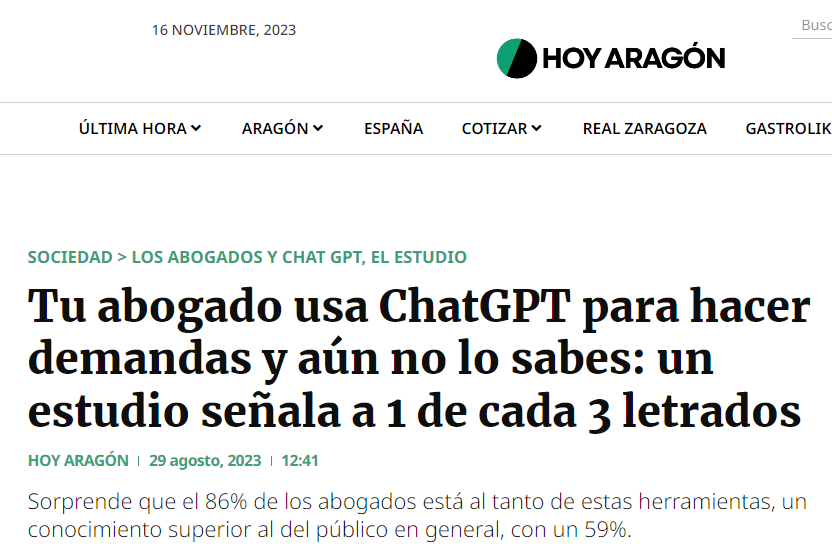 16 NOVIEMBRE, 2023
Busc
HOY ARAGÓN
ÚLTIMA HORA ARAGÓN ESPAÑA COTIZAR REAL ZARAGOZA GASTROLIK
SOCIEDAD > LOS ABOGADOS Y CHAT GPT, EL ESTUDIO
Tu abogado usa ChatGPT para hacer
demandas y aún no lo sabes: un
estudio señala a 1 de cada 3 letrados
HOY ARAGÓN | 29 agosto, 2023 | 12:41
Sorprende que el 86% de los abogados está al tanto de estas herramientas, un
conocimiento superior al del público en general, con un 59%.